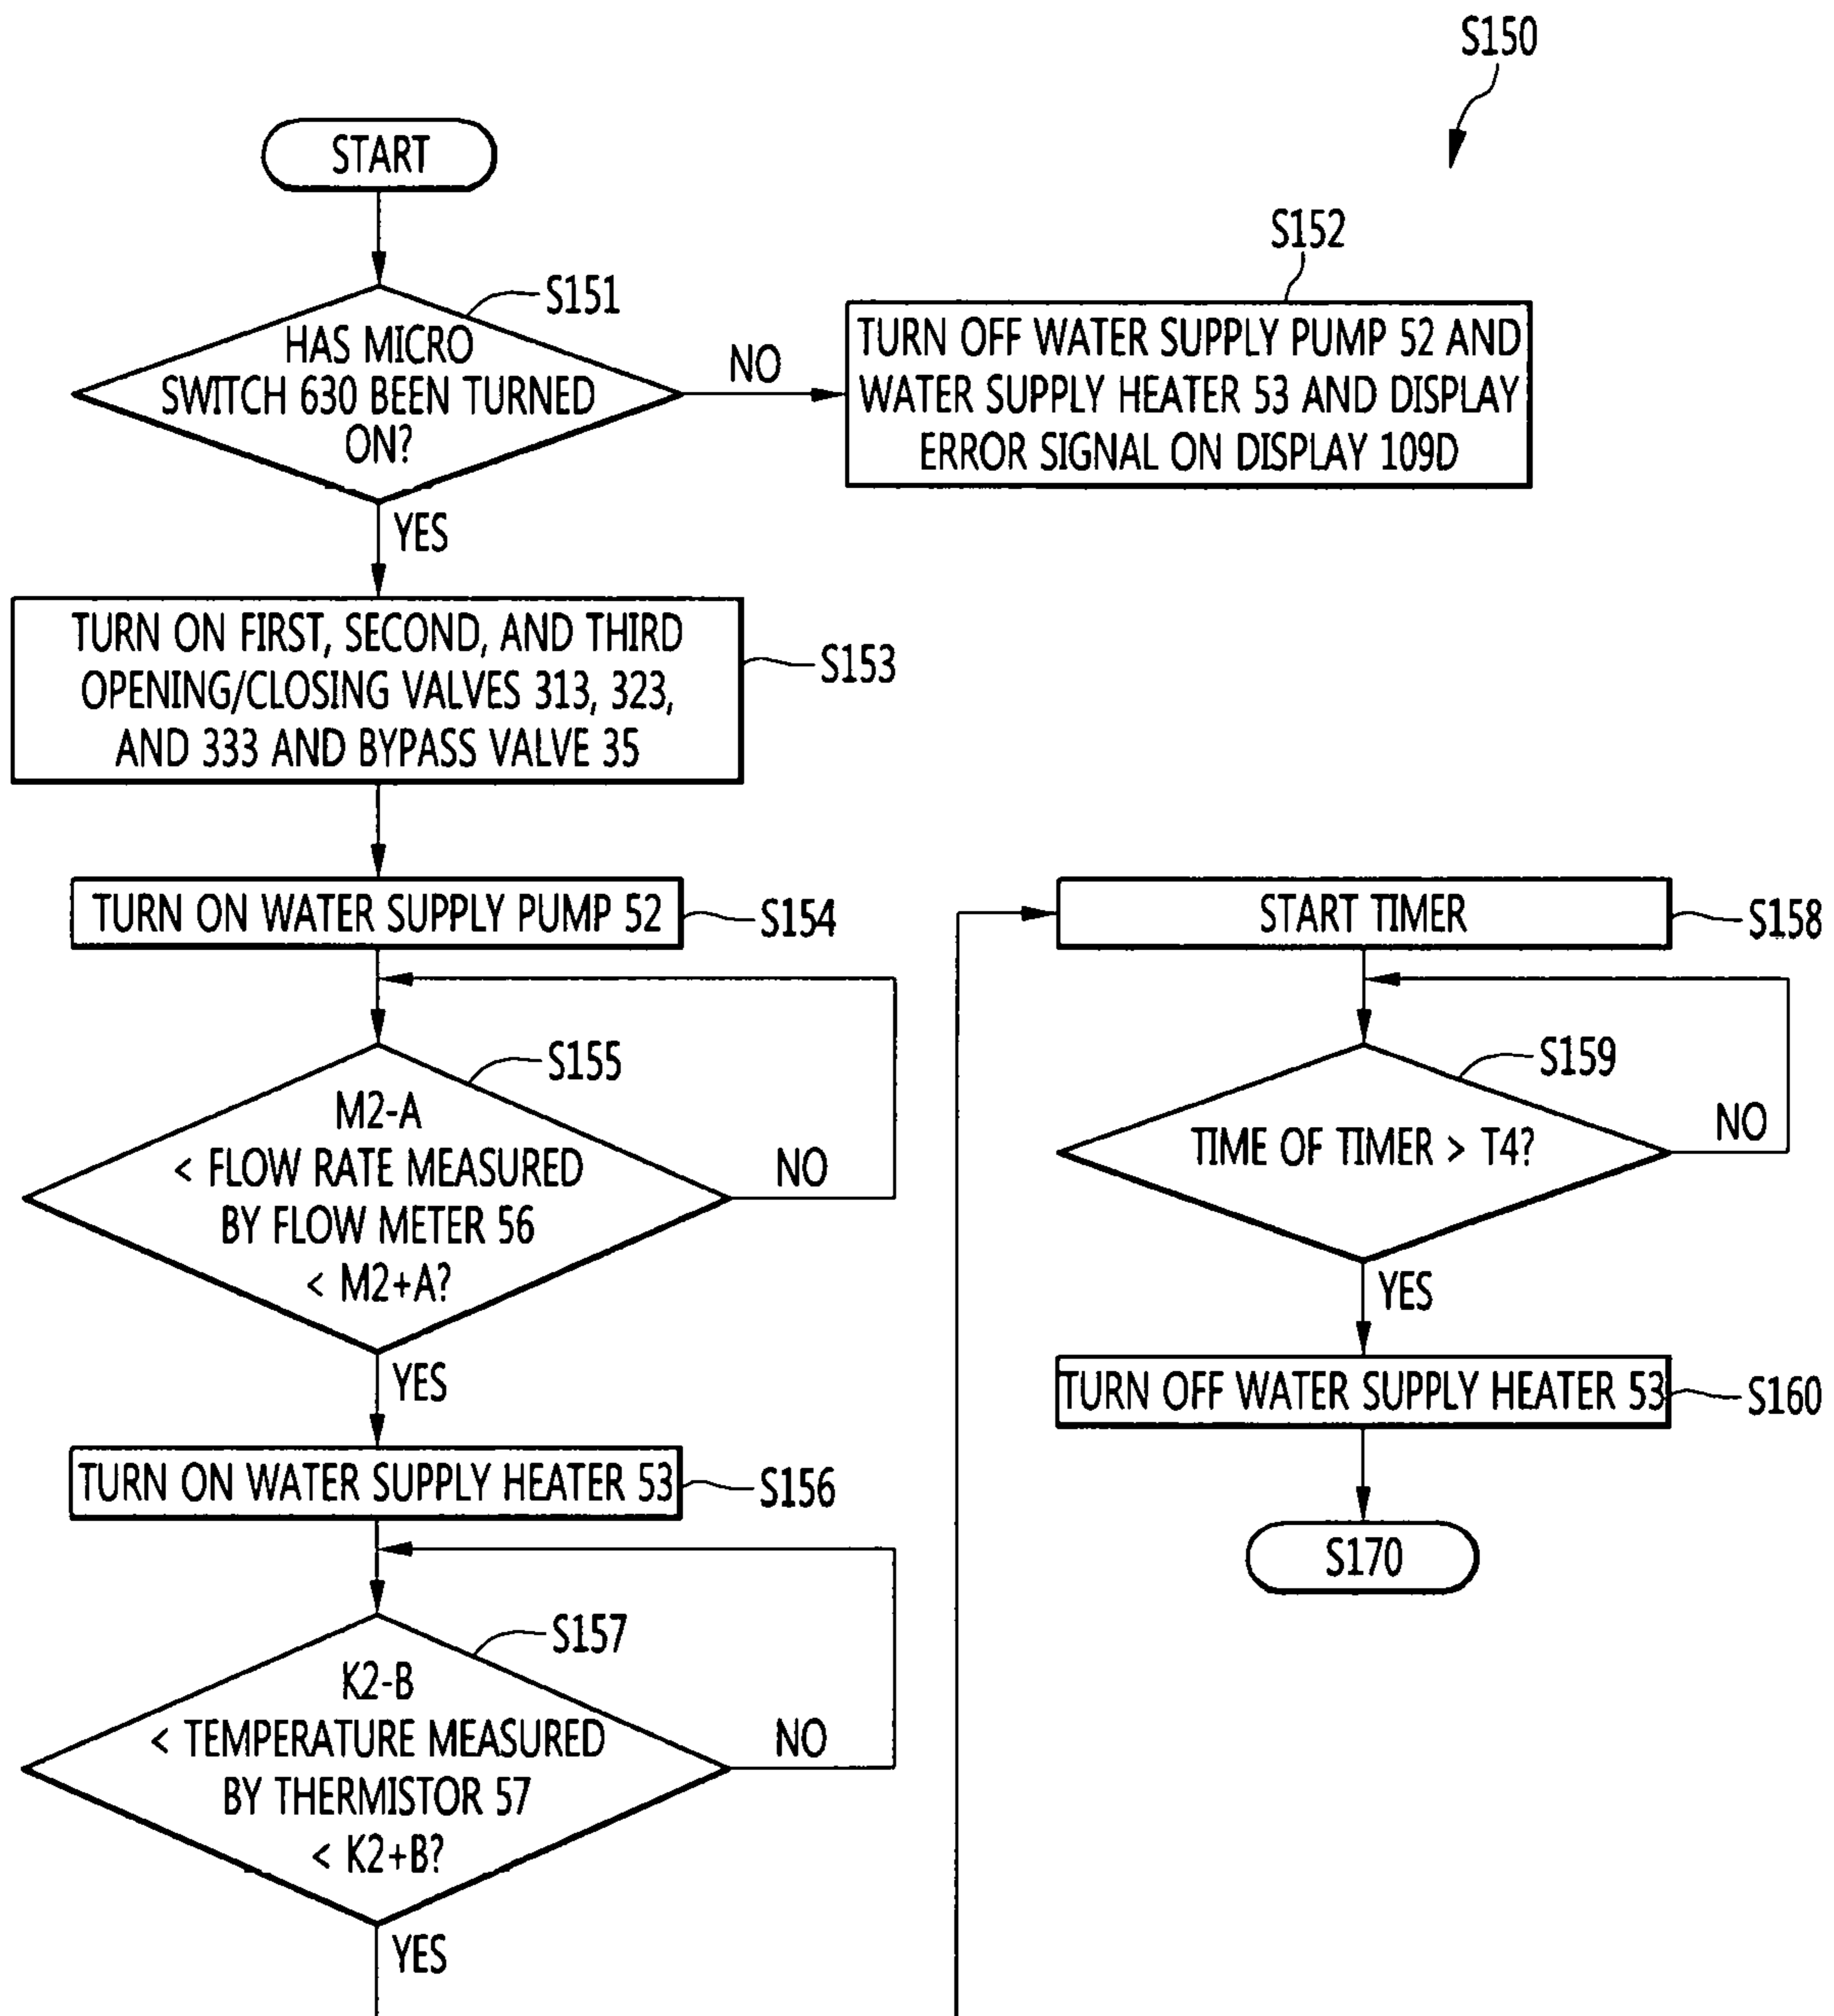 S150
START
S151
HAS MICRO
SWITCH 630 BEEN TURNED
ON?
NO
YES
S152
TURN OFF WATER SUPPLY PUMP 52 AND
WATER SUPPLY HEATER 53 AND DISPLAY
ERROR SIGNAL ON DISPLAY 109D
TURN ON FIRST, SECOND, AND THIRD
OPENING/CLOSING VALVES 313, 323,
AND 333 AND BYPASS VALVE 35
S153
TURN ON WATER SUPPLY PUMP 52
S154
S155
M2-A
< FLOW RATE MEASURED
BY FLOW METER 56
< M2+A?
NO
YES
TURN ON WATER SUPPLY HEATER 53
S156
S157
K2-B
< TEMPERATURE MEASURED
BY THERMISTOR 57
< K2+B?
NO
YES
START TIMER
S158
S159
TIME OF TIMER > T4?
NO
YES
TURN OFF WATER SUPPLY HEATER 53
S160
S170